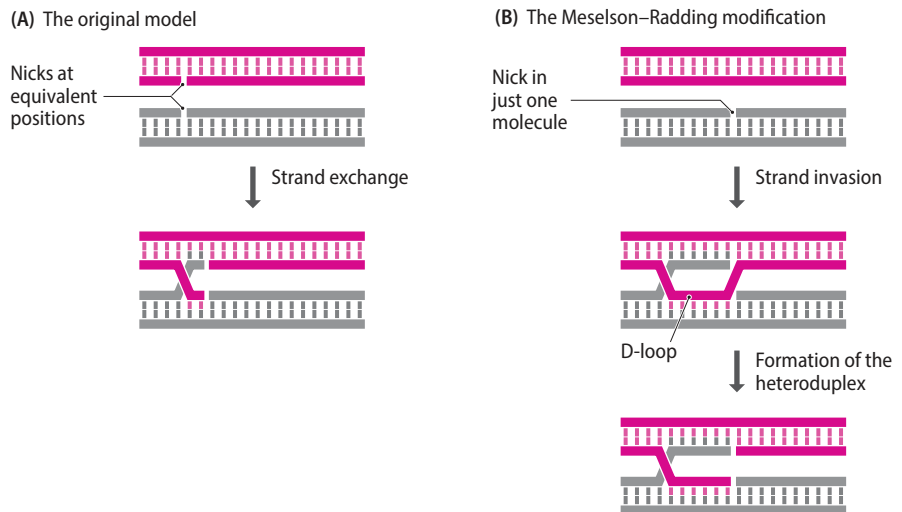 (A) The original model
Nicks at
equivalent
positions
Strand exchange
(B) The Meselson–Radding modification
Nick in
just one
molecule
Strand invasion
D-loop
Formation of the
heteroduplex